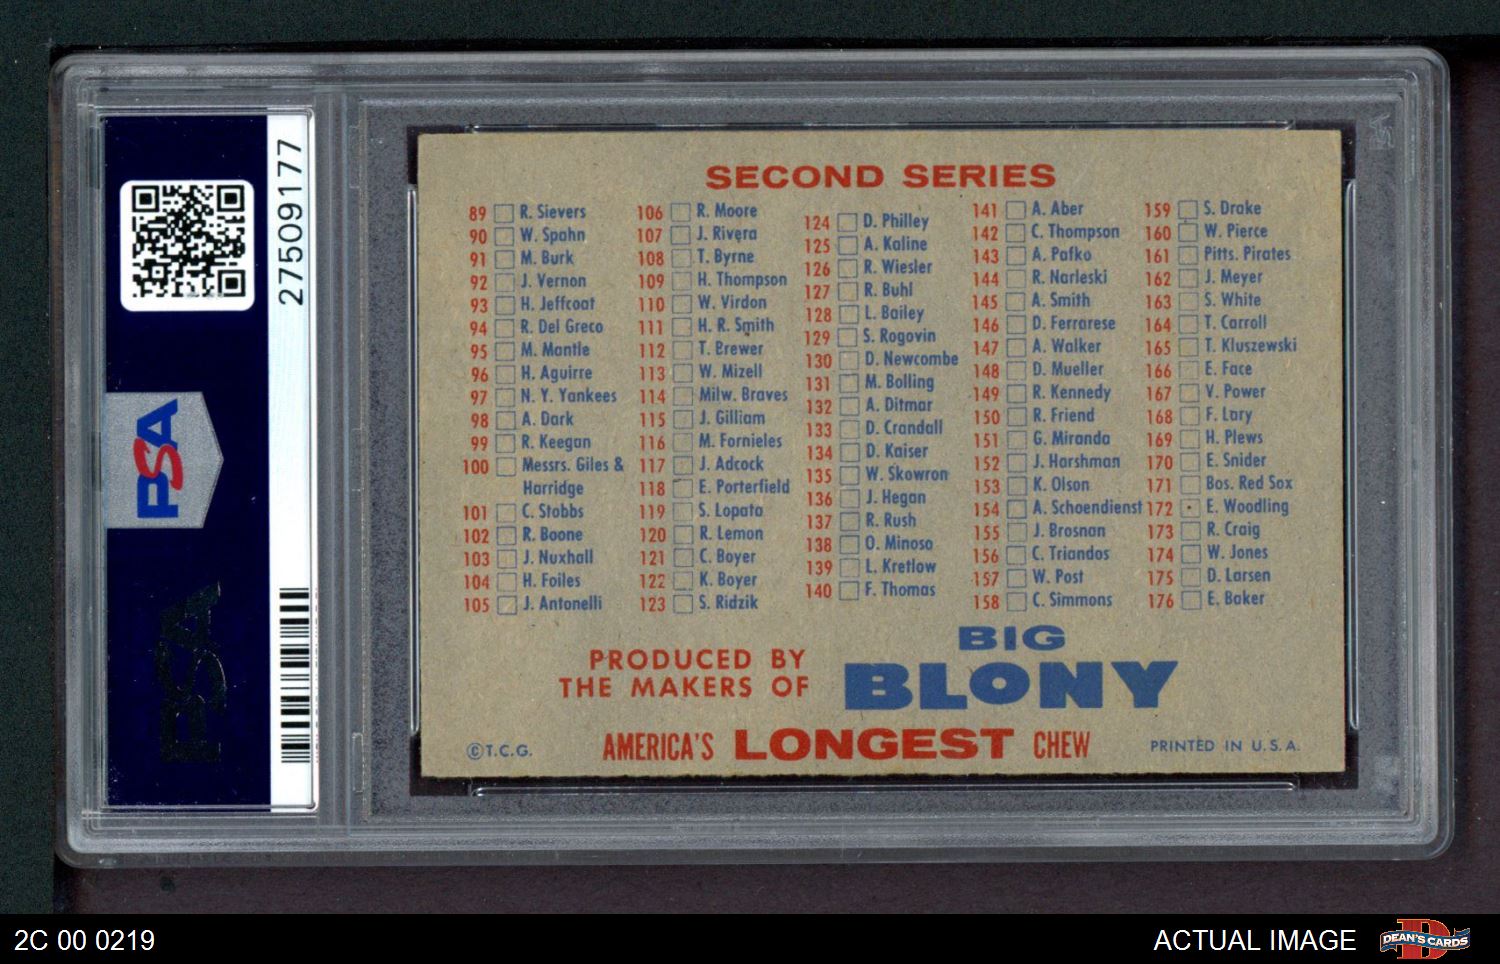 27509177
PSA
PSA
SECOND SERIES
89 R. Sievers
90 W. Spahn
91 M. Burk
92 J. Vernon
93 H. Jeffcoat
94 R. Del Greco
95 M. Mantle
96 H. Aguirre
97 N. Y. Yankees
98 A. Dark
99 R. Keegan
100 Messrs. Giles &
Harridge
101 C. Stobbs
102 R. Boone
103 J. Nuxhall
104 H. Foiles
105 J. Antonelli
106 R. Moore
107 J. Rivera
108 T. Byrne
109 H. Thompson
110 W. Virdon
111 H. R. Smith
112 T. Brewer
113 W. Mizell
114 Milw. Braves
115 J. Gilliam
116 M. Fornieles
117 J. Adcock
118 E. Porterfield
119 S. Lopata
120 R. Lemon
121 C. Boyer
122 K. Boyer
123 S. Ridzik
124 D. Philley
125 A. Kaline
126 R. Wiesler
127 R. Buhl
128 L. Bailey
129 S. Rogovin
130 D. Newcombe
131 M. Bolling
132 A. Ditmar
133 D. Crandall
134 D. Kaiser
135 W. Skowron
136 J. Hegan
137 R. Rush
138 O. Minoso
139 L. Kretlow
140 F. Thomas
141 A. Aber
142 C. Thompson
143 A. Pafko
144 R. Narleski
145 A. Smith
146 D. Ferrarese
147 A. Walker
148 D. Mueller
149 R. Kennedy
150 R. Friend
151 G. Miranda
152 J. Harshman
153 K. Olson
154 A. Schoendienst
155 J. Brosnan
156 C. Triandos
157 W. Post
158 C. Simmons
159 S. Drake
160 W. Pierce
161 Pitts. Pirates
162 J. Meyer
163 S. White
164 T. Carroll
165 T. Kluszewski
166 E. Face
167 V. Power
168 F. Lary
169 H. Plews
170 E. Snider
171 Bos. Red Sox
172 E. Woodling
173 R. Craig
174 W. Jones
175 D. Larsen
176 E. Baker
PRODUCED BY
THE MAKERS OF
BIG
BLONY
AMERICA'S LONGEST CHEW
© T.C.G.
PRINTED IN U.S.A.
2C 00 0219
ACTUAL IMAGE
D
DEAN'S CARDS